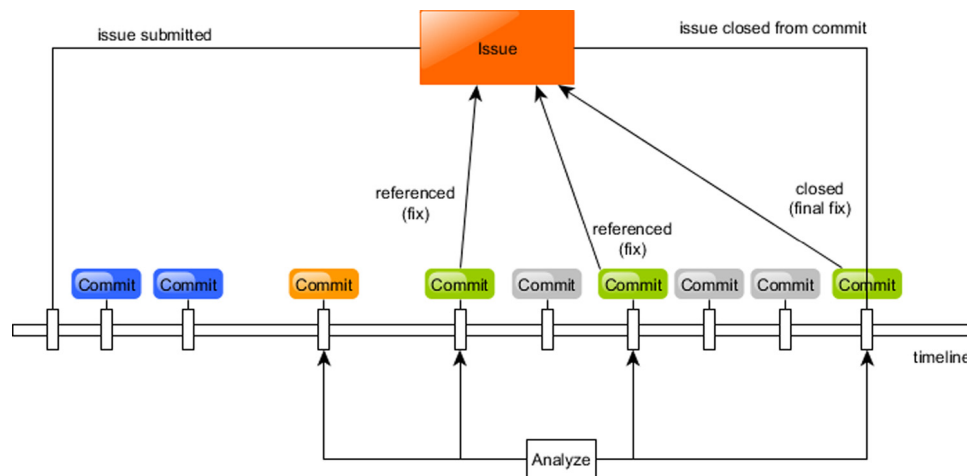 issue submitted
Issue
issue closed from commit
referenced
(fix)
referenced
(fix)
closed
(final fix)
Commit
Commit
Commit
Commit
Commit
Commit
Commit
Commit
Commit
timeline
Analyze